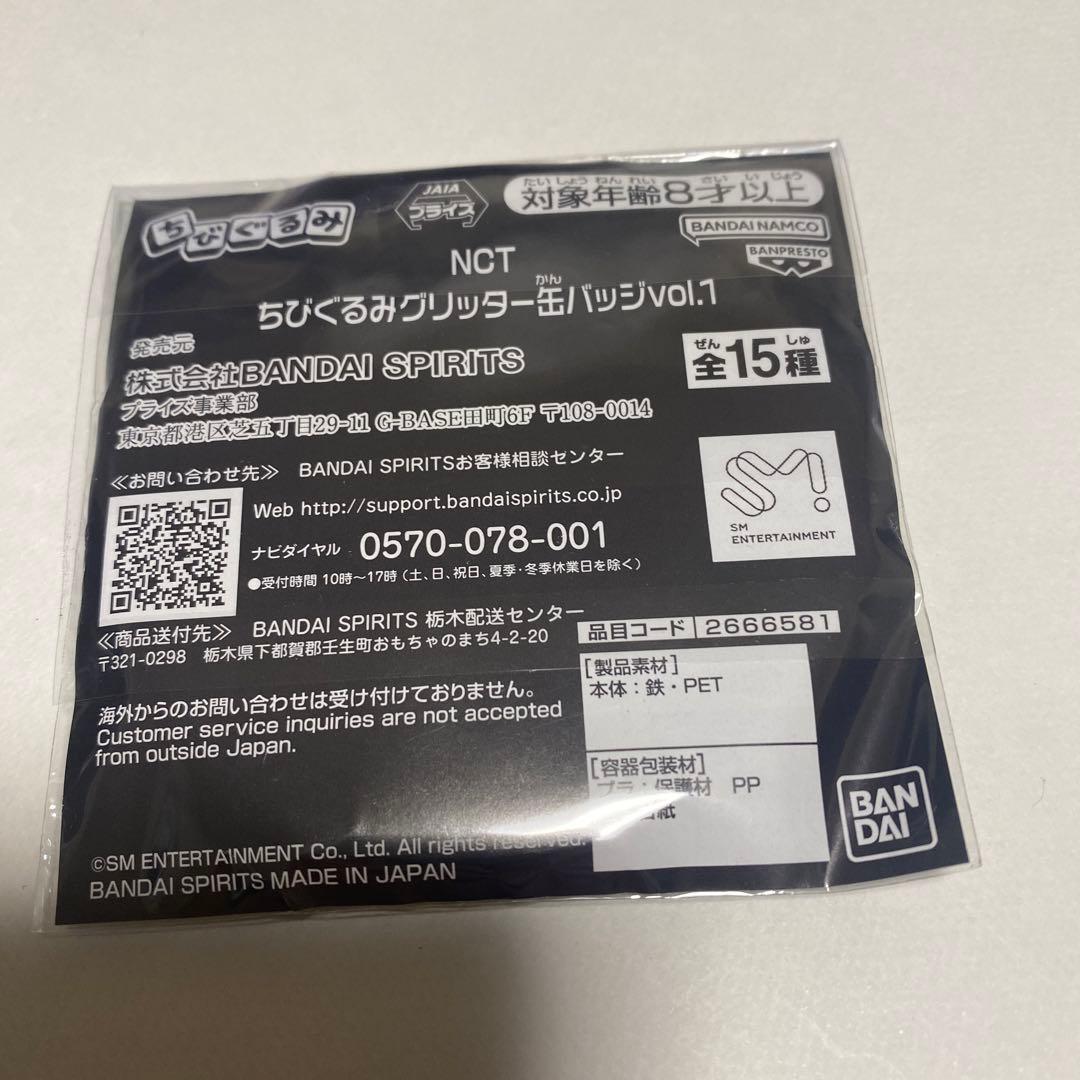 ちびぐるみ
JAIA
プライズ
たいしょうねんれい さいいじょう
対象年齢8才以上
BANDAI NAMCO
BANPRESTO
NCT
かん
ちびぐるみグリッター缶バッジvol.1
発売元
株式会社BANDAI SPIRITS
プライズ事業部
東京都港区芝五丁目29-11 G-BASE田町6F 〒108-0014
ぜん しゅ
全15種
≪お問い合わせ先≫ BANDAI SPIRITSお客様相談センター
Web http://support.bandaispirits.co.jp
ナビダイヤル 0570-078-001
●受付時間 10時〜17時(土、日、祝日、夏季・冬季休業日を除く)
SM
ENTERTAINMENT
≪商品送付先≫ BANDAI SPIRITS 栃木配送センター
〒321-0298 栃木県下都賀郡壬生町おもちゃのまち4-2-20
品目コード 2666581
海外からのお問い合わせは受け付けておりません。
Customer service inquiries are not accepted
from outside Japan.
[製品素材]
本体：鉄・PET
[容器包装材]
プラ：保護材 PP
紙
BAN
DAI
©SM ENTERTAINMENT Co., Ltd. All rights reserved.
BANDAI SPIRITS MADE IN JAPAN